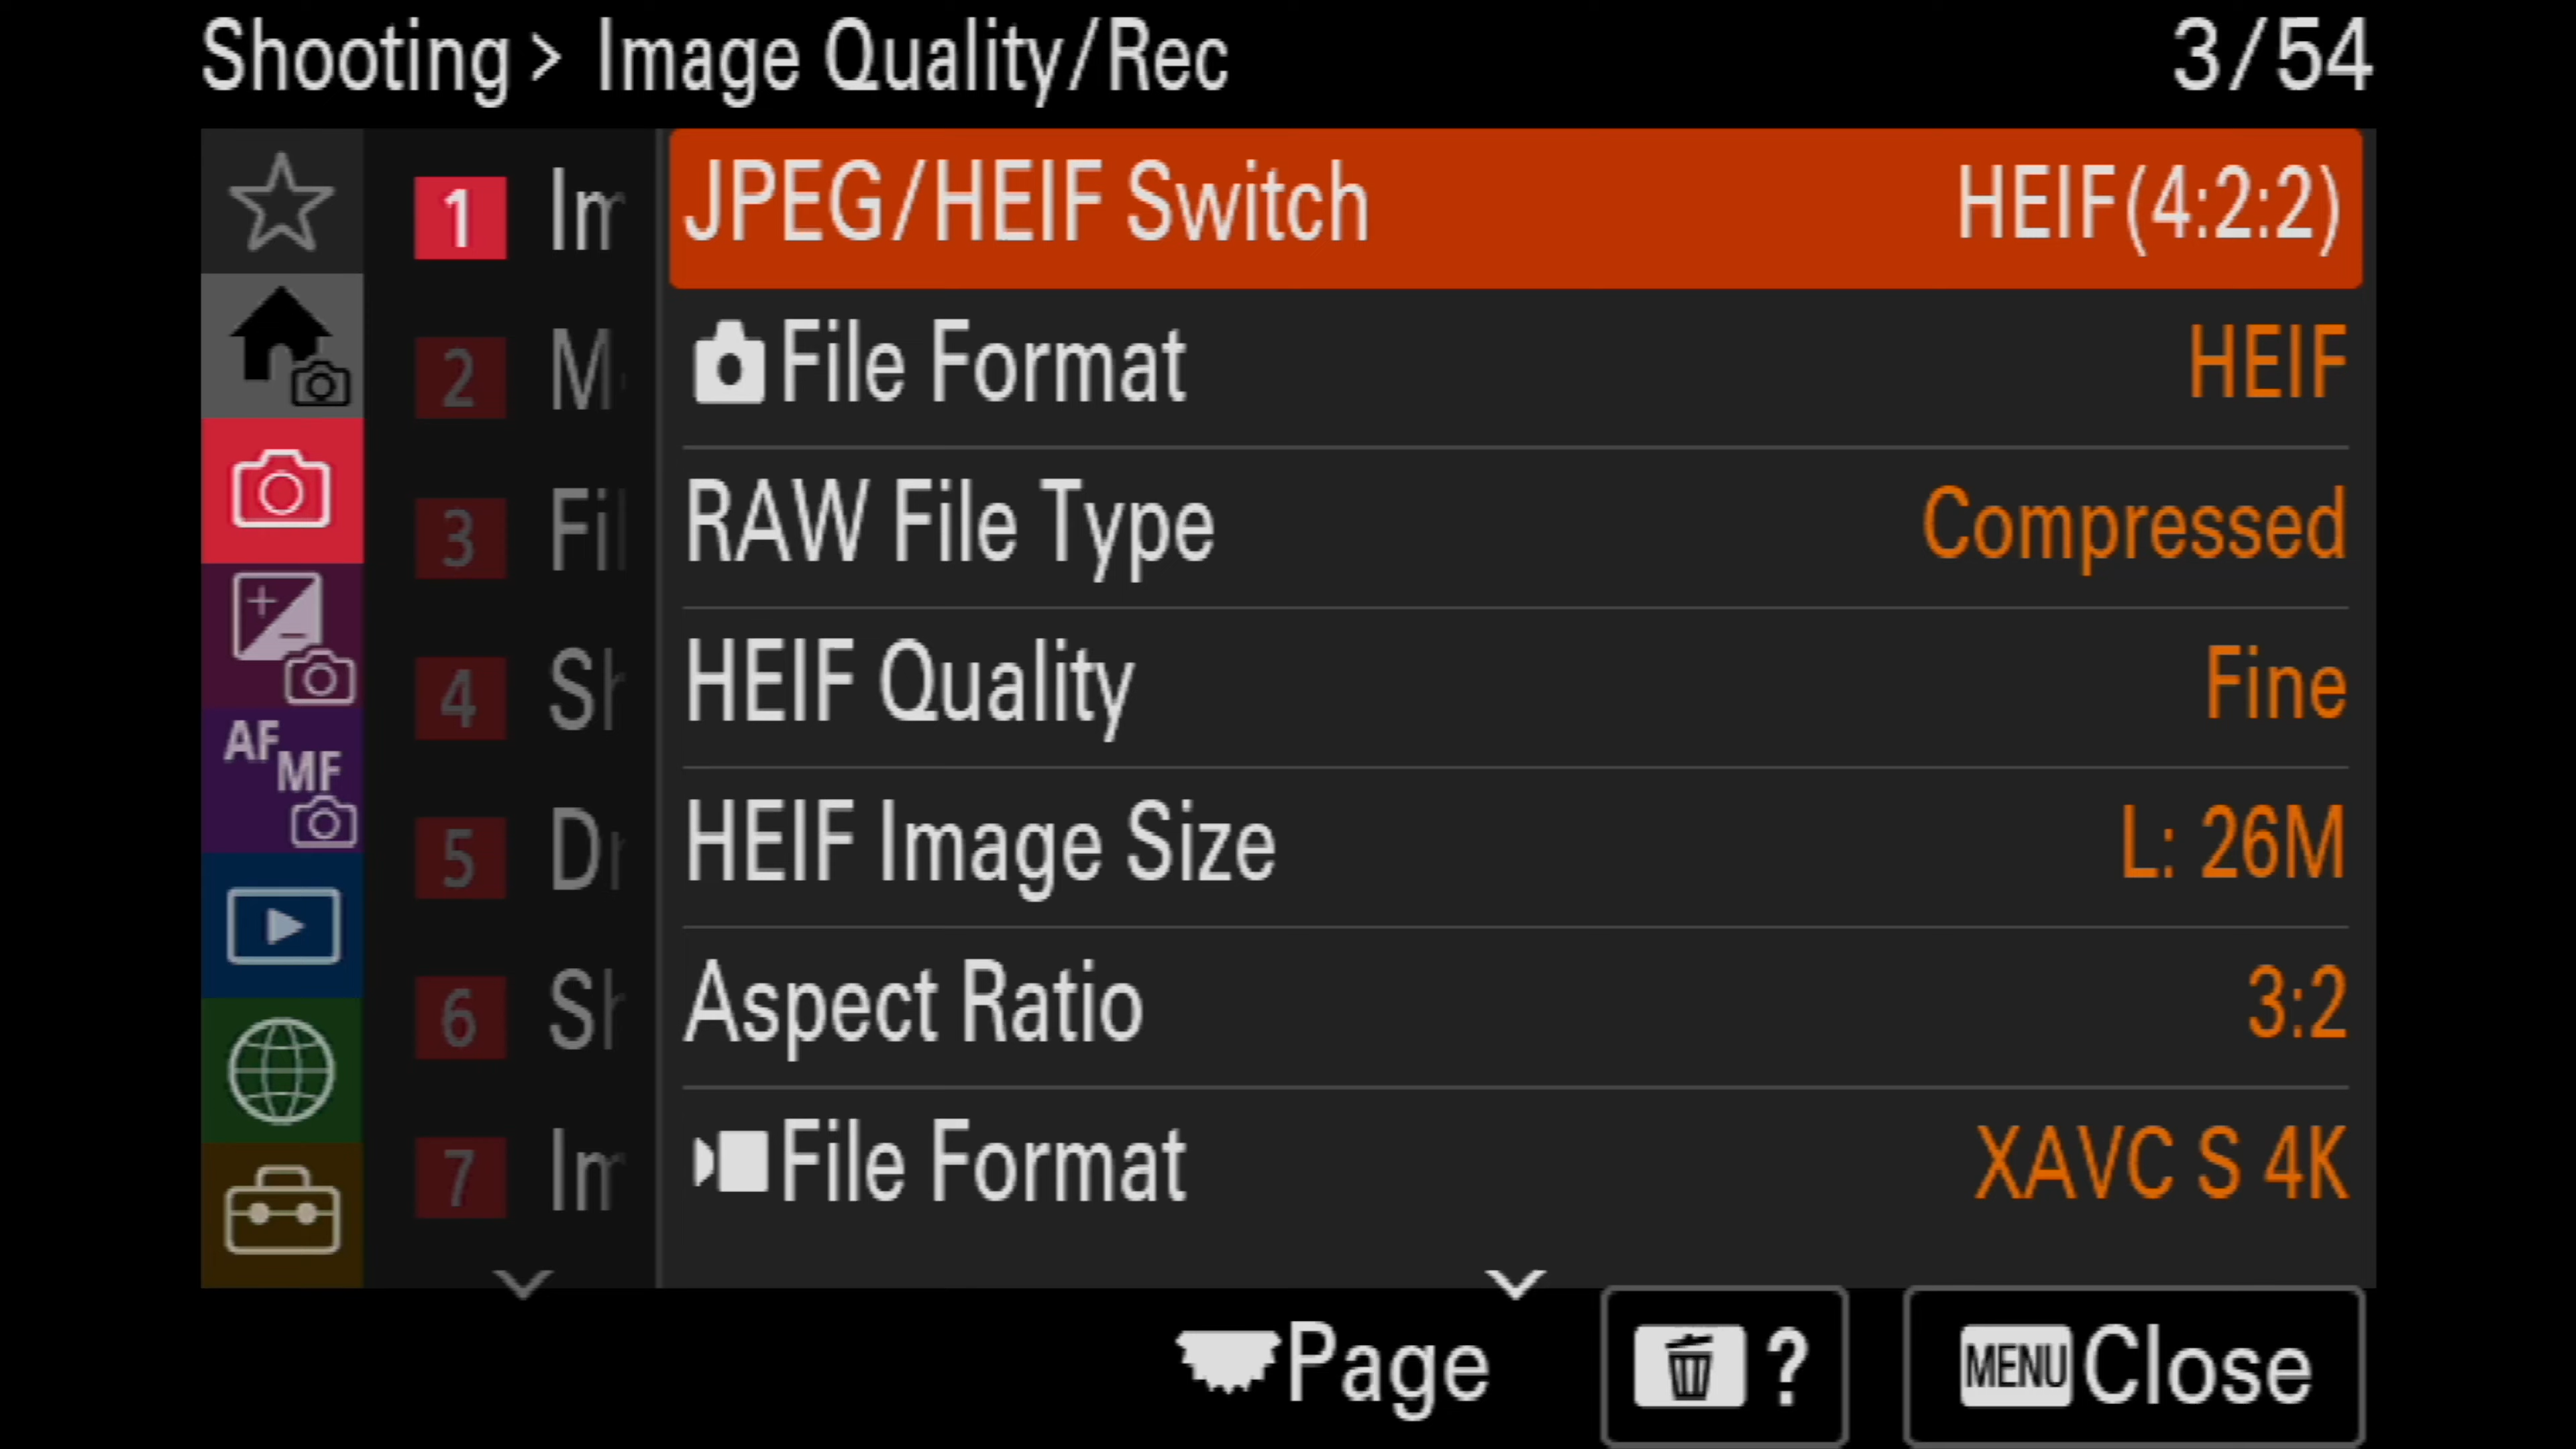 Shooting > Image Quality/Rec 3/54
1
2
3
4
5
6
7
AF MF
JPEG/HEIF Switch HEIF(4:2:2)
File Format HEIF
RAW File Type Compressed
HEIF Quality Fine
HEIF Image Size L: 26M
Aspect Ratio 3:2
File Format XAVC S 4K
Page ? MENU Close